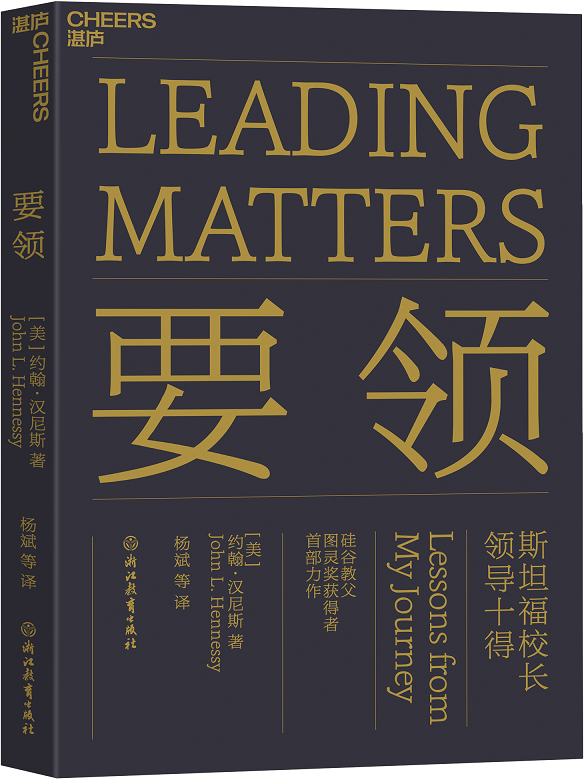 湛庐 CHEERS
要领
[美] 约翰·汉尼斯 著
John L. Hennessy
杨斌 等 译
浙江教育出版社
CHEERS
湛庐
LEADING
MATTERS
要领
斯坦福校长
领导十得
Lessons from
My Journey
硅谷教父
图灵奖获得者
首部力作
[美]
约翰·汉尼斯 著
John L. Hennessy
杨斌 等 译
浙江教育出版社